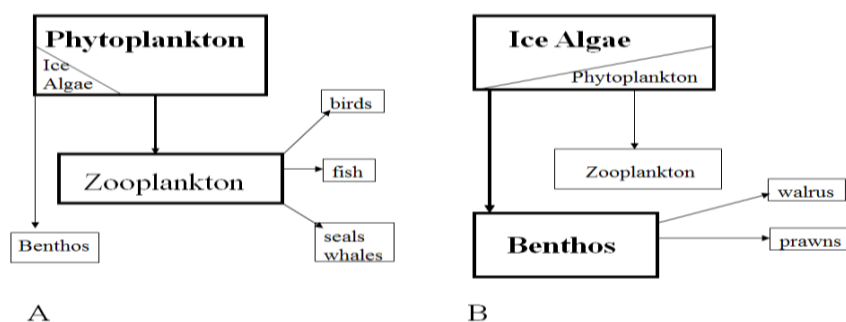 Phytoplankton
Ice
Algae
birds
Zooplankton
fish
Benthos
seals
whales
A
Ice Algae
Phytoplankton
Zooplankton
walrus
Benthos
prawns
B